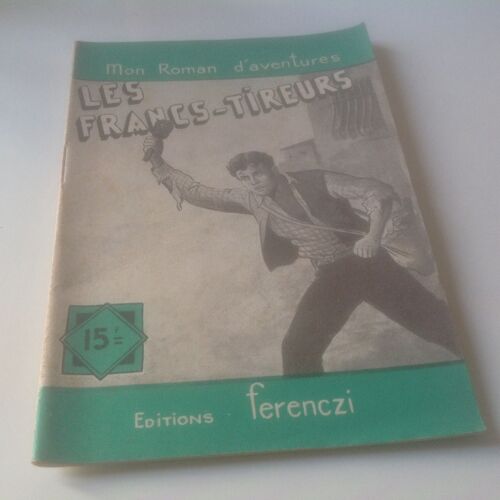 Mon Roman d'aventures
LES
FRANCS-TIREURS
15F
Editions ferenczi